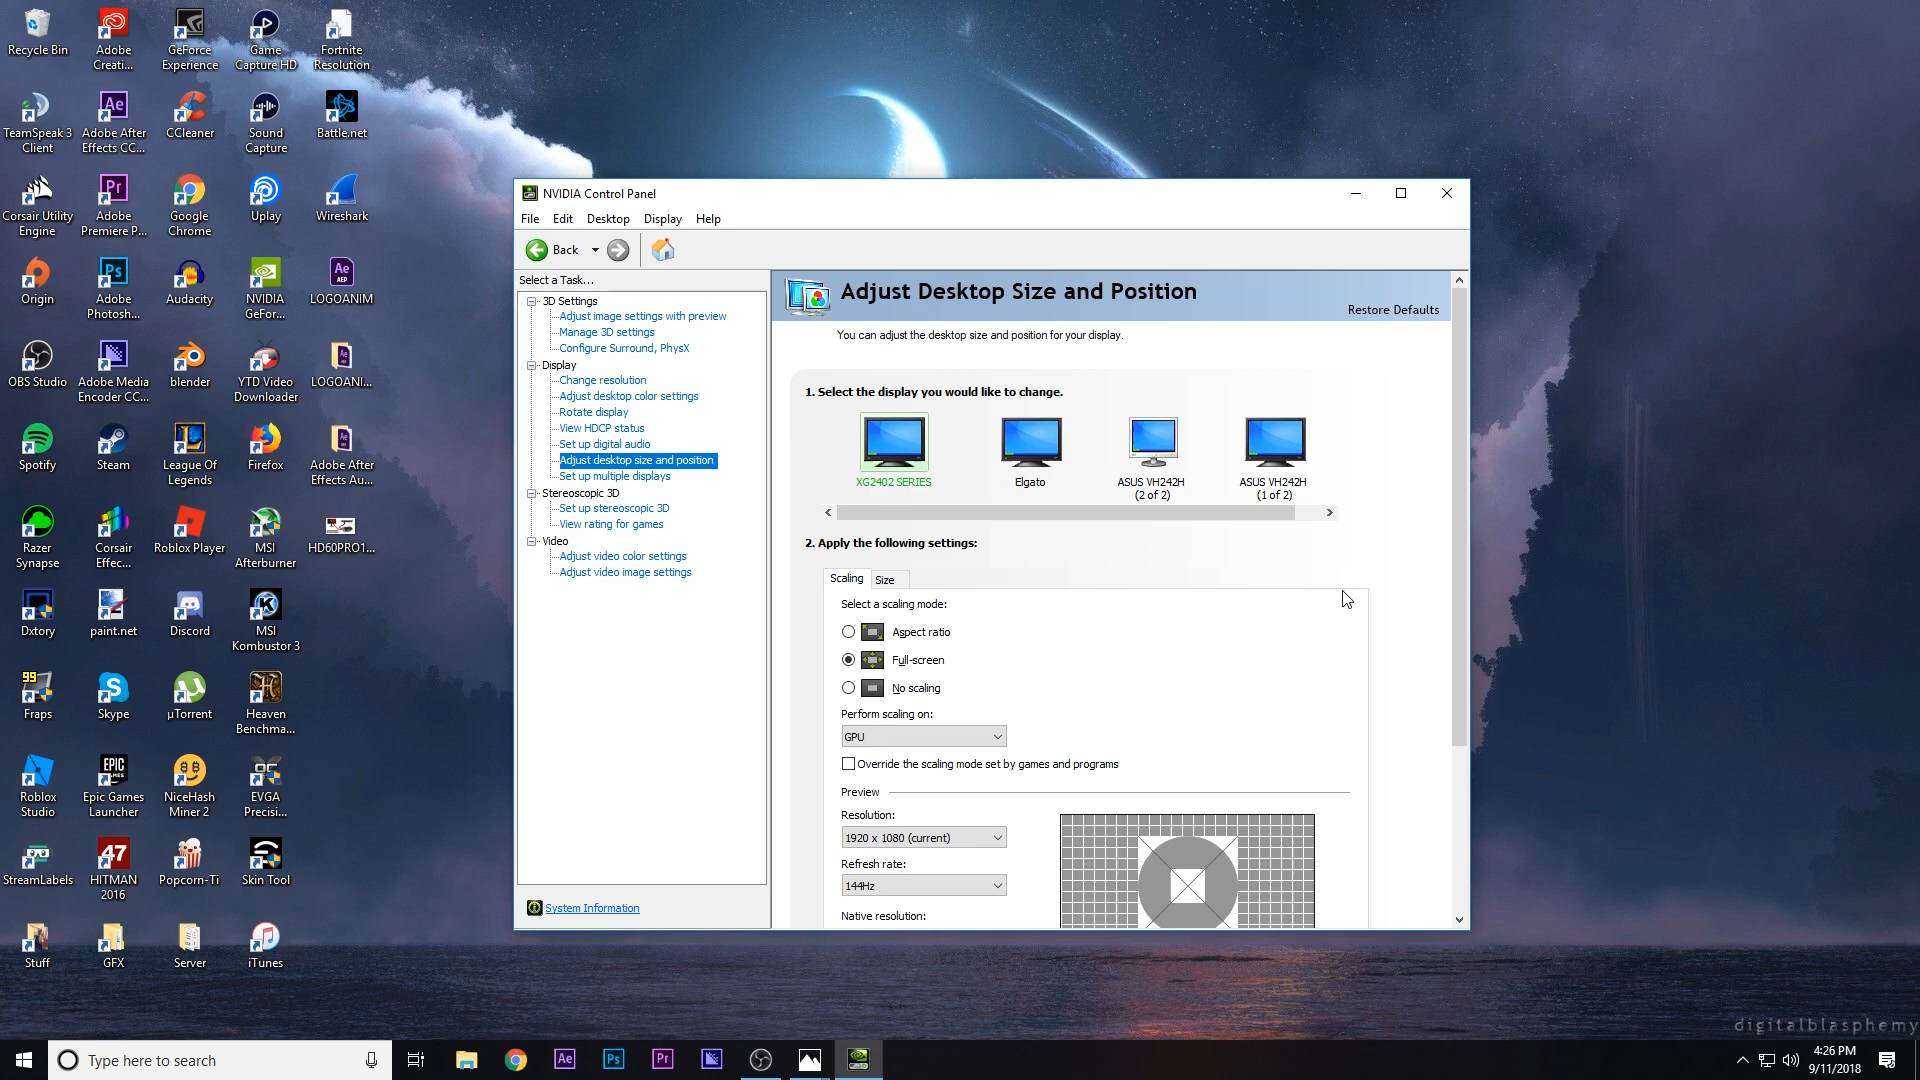 Recycle Bin
Adobe
Creati...
GeForce
Experience
Game
Capture HD
Fortnite
Resolution
TeamSpeak 3
Client
Adobe After
Effects CC...
CCleaner
Sound
Capture
Battle.net
Corsair Utility
Engine
Adobe
Premiere P...
Google
Chrome
Uplay
Wireshark
Origin
Adobe
Photosh...
Audacity
NVIDIA
GeFor...
LOGOANIM
OBS Studio
Adobe Media
Encoder CC...
blender
YTD Video
Downloader
LOGOANI...
Spotify
Steam
League Of
Legends
Firefox
Adobe After
Effects Au...
Razer
Synapse
Corsair
Effec...
Roblox Player
MSI
Afterburner
HD60PRO1...
Dxtory
paint.net
Discord
MSI
Kombustor 3
99
Fraps
Skype
µTorrent
Heaven
Benchma...
Roblox
Studio
Epic Games
Launcher
NiceHash
Miner 2
EVGA
Precisi...
StreamLabels
47
HITMAN
2016
Popcorn-Ti
Skin Tool
Stuff
GFX
Server
iTunes
NVIDIA Control Panel
File Edit Desktop Display Help
Back
Select a Task...
3D Settings
Adjust image settings with preview
Manage 3D settings
Configure Surround, PhysX
Display
Change resolution
Adjust desktop color settings
Rotate display
View HDCP status
Set up digital audio
Adjust desktop size and position
Set up multiple displays
Stereoscopic 3D
Set up stereoscopic 3D
View rating for games
Video
Adjust video color settings
Adjust video image settings
System Information
Adjust Desktop Size and Position
Restore Defaults
You can adjust the desktop size and position for your display.
1. Select the display you would like to change.
XG2402 SERIES
Elgato
ASUS VH242H
(2 of 2)
ASUS VH242H
(1 of 2)
2. Apply the following settings:
Scaling Size
Select a scaling mode:
Aspect ratio
Full-screen
No scaling
Perform scaling on:
GPU
Override the scaling mode set by games and programs
Preview
Resolution:
1920 x 1080 (current)
Refresh rate:
144Hz
Native resolution:
digitalblasphemy
Type here to search
Ae
Ps
Pr
4:26 PM
9/11/2018